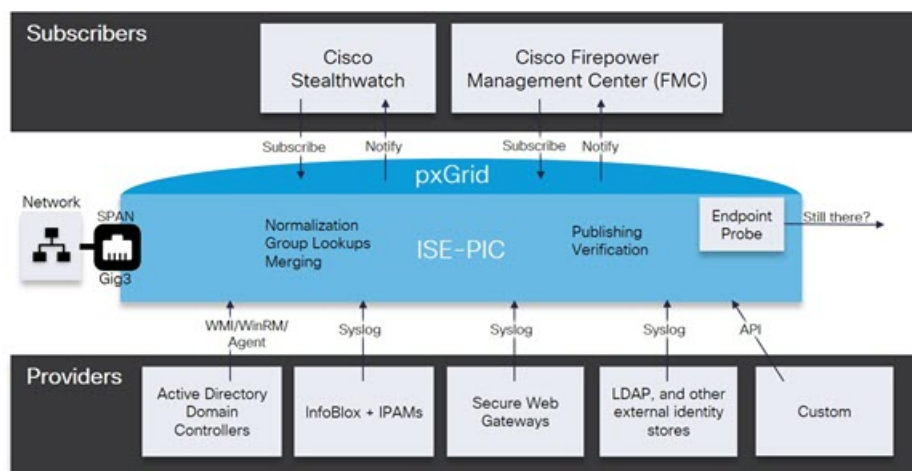 Subscribers
Cisco
Stealthwatch
Cisco Firepower
Management Center (FMC)
Subscribe
Notify
Subscribe
Notify
pxGrid
Network
SPAN
Gig3
Normalization
Group Lookups
Merging
ISE-PIC
Publishing
Verification
Endpoint
Probe
Still there?
WMI/WinRM/
Agent
Syslog
Syslog
Syslog
API
Providers
Active Directory
Domain
Controllers
InfoBlox + IPAMs
Secure Web
Gateways
LDAP, and other
external identity
stores
Custom